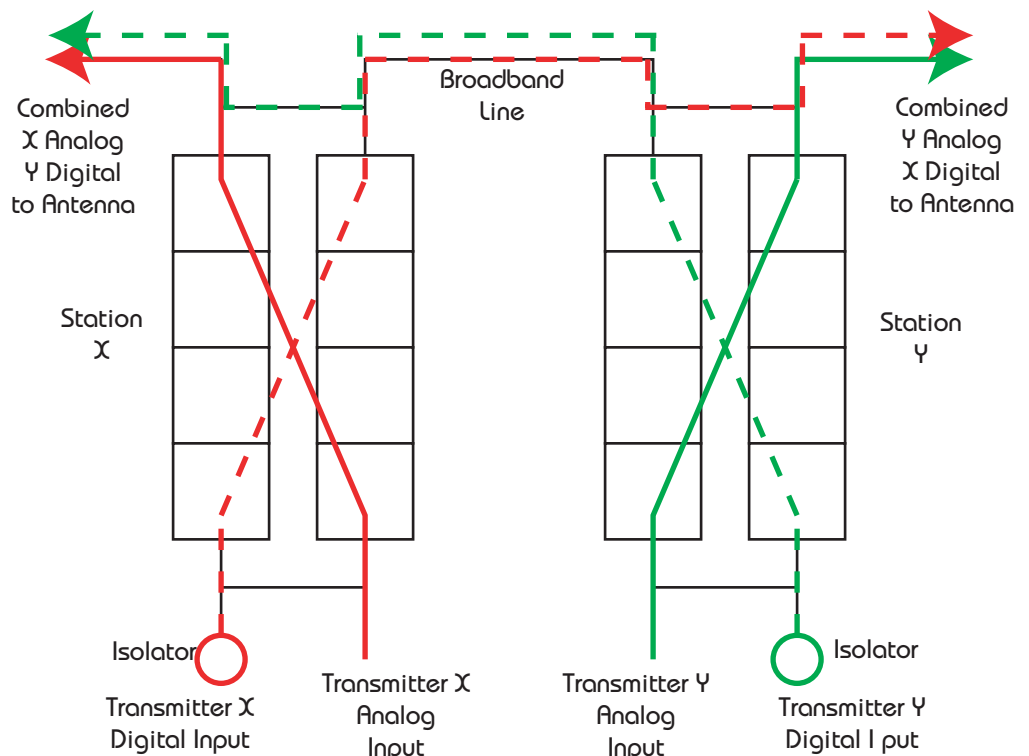 Broadband
Line
Combined
X Analog
Y Digital
to Antenna
Combined
Y Analog
X Digital
to Antenna
Station
X
Station
Y
Isolator
Isolator
Transmitter X
Digital Input
Transmitter X
Analog
Input
Transmitter Y
Analog
Input
Transmitter Y
Digital I put